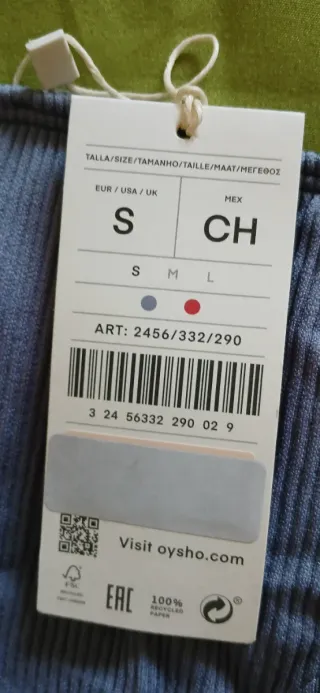 TALLA/SIZE/TAMANHO/TAILLE/MAAT/ΜΕΓΕΘΟΣ
EUR / USA / UK
S
MEX
CH
S M L
ART: 2456/332/290
3 24 56332 290 02 9
Visit oysho.com
FSC
EAC
100%
RECYCLED
PAPER